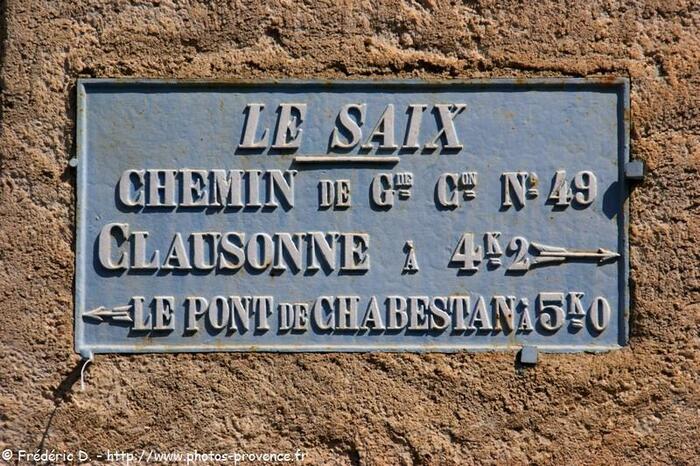 LE SAIX
CHEMIN DE Gde Con No 49
CLAUSONNE À 4K2
LE PONT DE CHABESTAN À 5K0
© Frédéric D. - http://www.photos-provence.fr